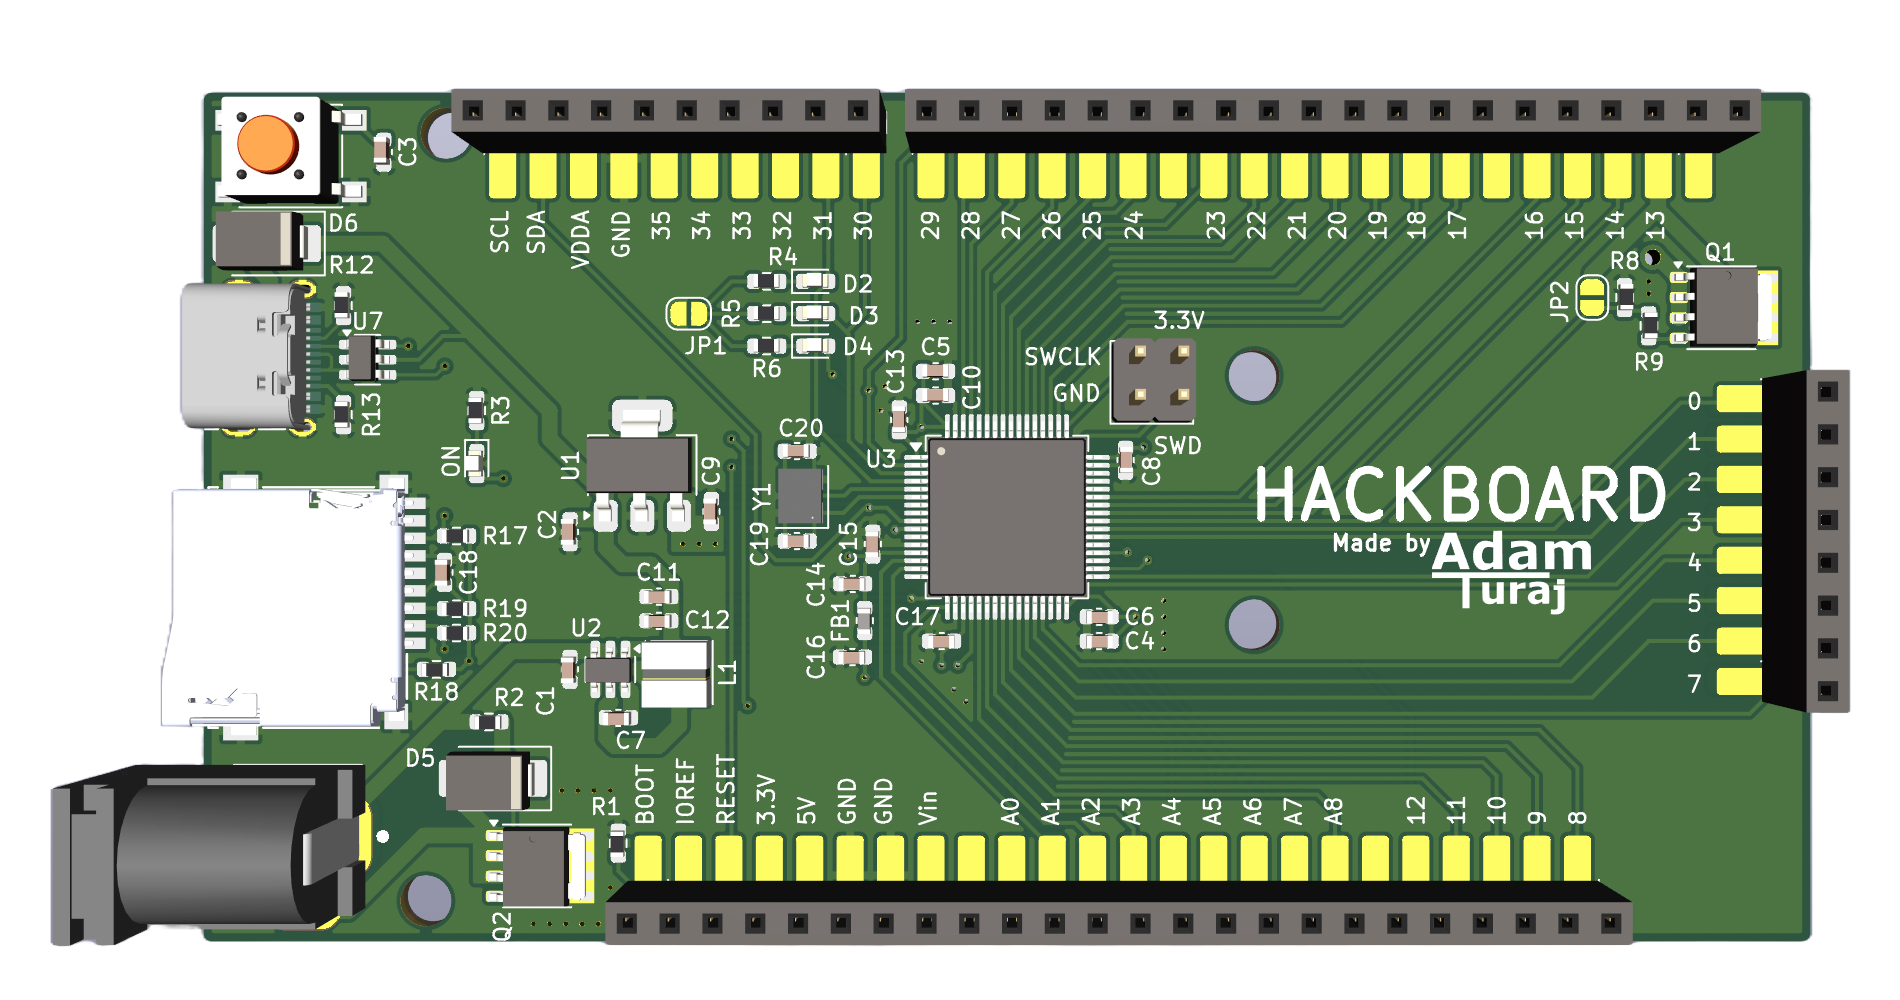 C3
D6
R12
U7
R13
SCL
SDA
VDDA
GND
35
34
33
32
31
30
29
28
27
26
25
24
23
22
21
20
19
18
17
16
15
14
13
R4
D2
R5
D3
JP1
D4
R6
3.3V
SWCLK
GND
SWD
JP2
R8
Q1
R9
C13
C5
C10
R3
ON
U1
C9
C2
C20
Y1
C19
U3
C8
C15
C14
FB1
C16
C17
C6
C4
HACKBOARD
Made by Adam
Turaj
0
1
2
3
4
5
6
7
R17
C18
R19
R20
R18
C11
C12
U2
L1
C1
C7
R2
D5
R1
Q2
BOOT
IOREF
RESET
3.3V
5V
GND
GND
Vin
A0
A1
A2
A3
A4
A5
A6
A7
A8
12
11
10
9
8